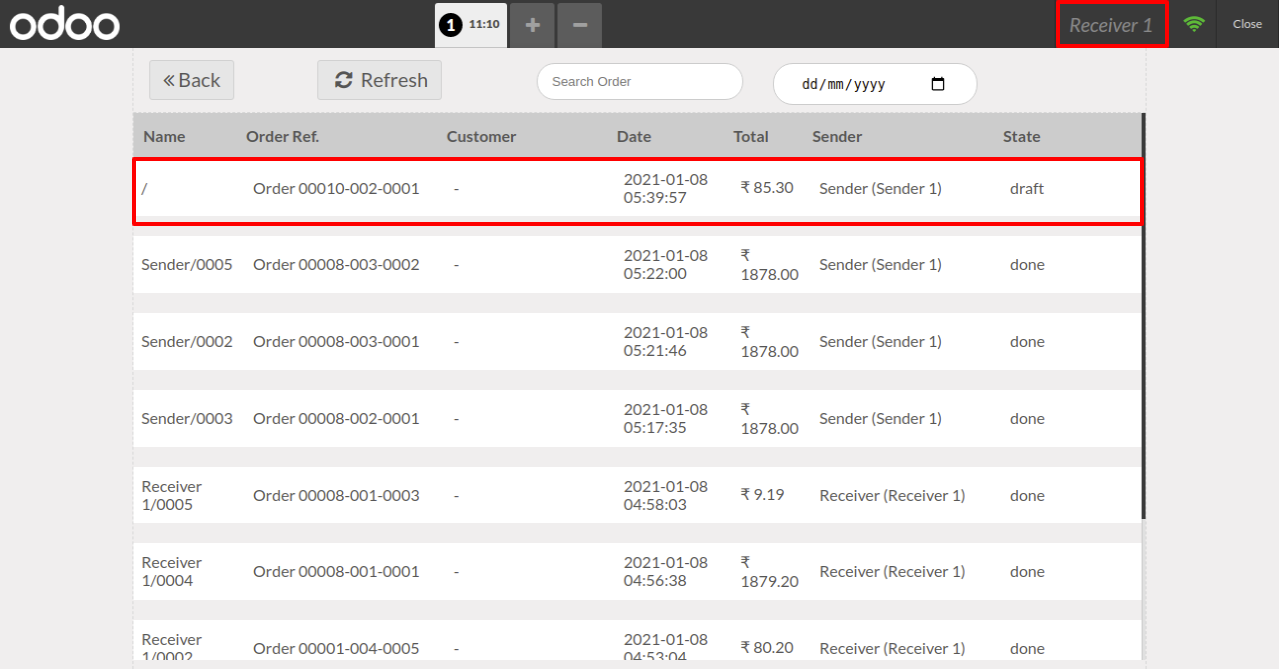 odoo 1 11:10 + − Receiver 1 Close
« Back Refresh Search Order dd/mm/yyyy
Name Order Ref. Customer Date Total Sender State
/ Order 00010-002-0001 - 2021-01-08 05:39:57 ₹ 85.30 Sender (Sender 1) draft
Sender/0005 Order 00008-003-0002 - 2021-01-08 05:22:00 ₹ 1878.00 Sender (Sender 1) done
Sender/0002 Order 00008-003-0001 - 2021-01-08 05:21:46 ₹ 1878.00 Sender (Sender 1) done
Sender/0003 Order 00008-002-0001 - 2021-01-08 05:17:35 ₹ 1878.00 Sender (Sender 1) done
Receiver 1/0005 Order 00008-001-0003 - 2021-01-08 04:58:03 ₹ 9.19 Receiver (Receiver 1) done
Receiver 1/0004 Order 00008-001-0001 - 2021-01-08 04:56:38 ₹ 1879.20 Receiver (Receiver 1) done
Receiver 1/0002 Order 00001-004-0005 - 2021-01-08 04:53:04 ₹ 80.20 Receiver (Receiver 1) done